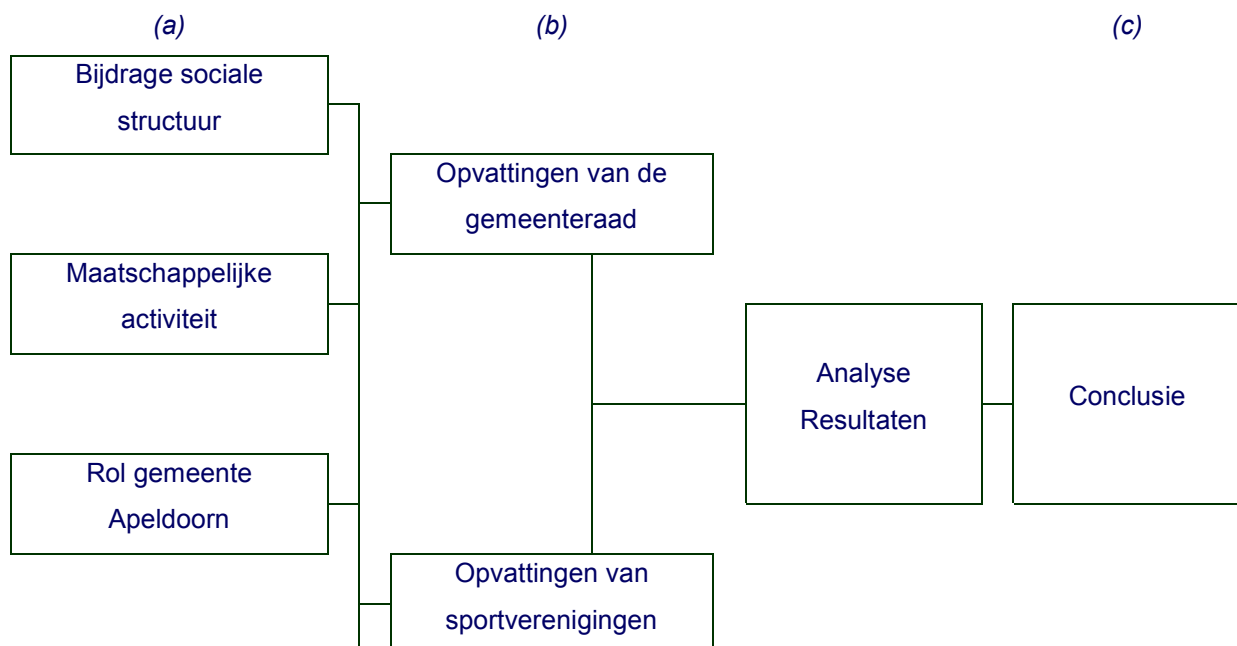 (a) (b) (c)
Bijdrage sociale
structuur
Opvattingen van de
gemeenteraad
Maatschappelijke
activiteit
Analyse
Resultaten
Conclusie
Rol gemeente
Apeldoorn
Opvattingen van
sportverenigingen